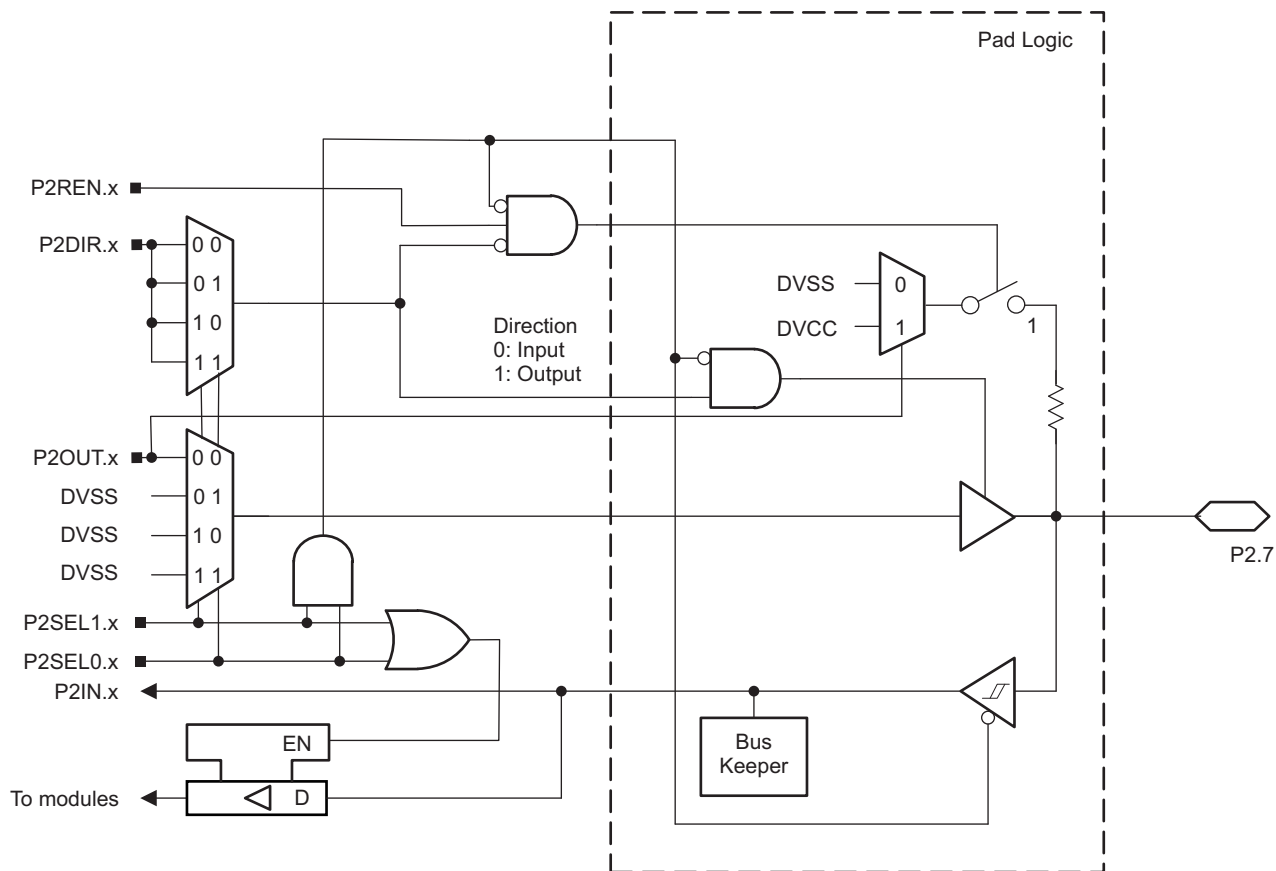 Pad Logic
P2REN.x
P2DIR.x
0 0
0 1
1 0
1 1
Direction
0: Input
1: Output
DVSS
0
DVCC
1
1
P2OUT.x
0 0
DVSS
0 1
DVSS
1 0
DVSS
1 1
P2.7
P2SEL1.x
P2SEL0.x
P2IN.x
Bus
Keeper
EN
To modules
D